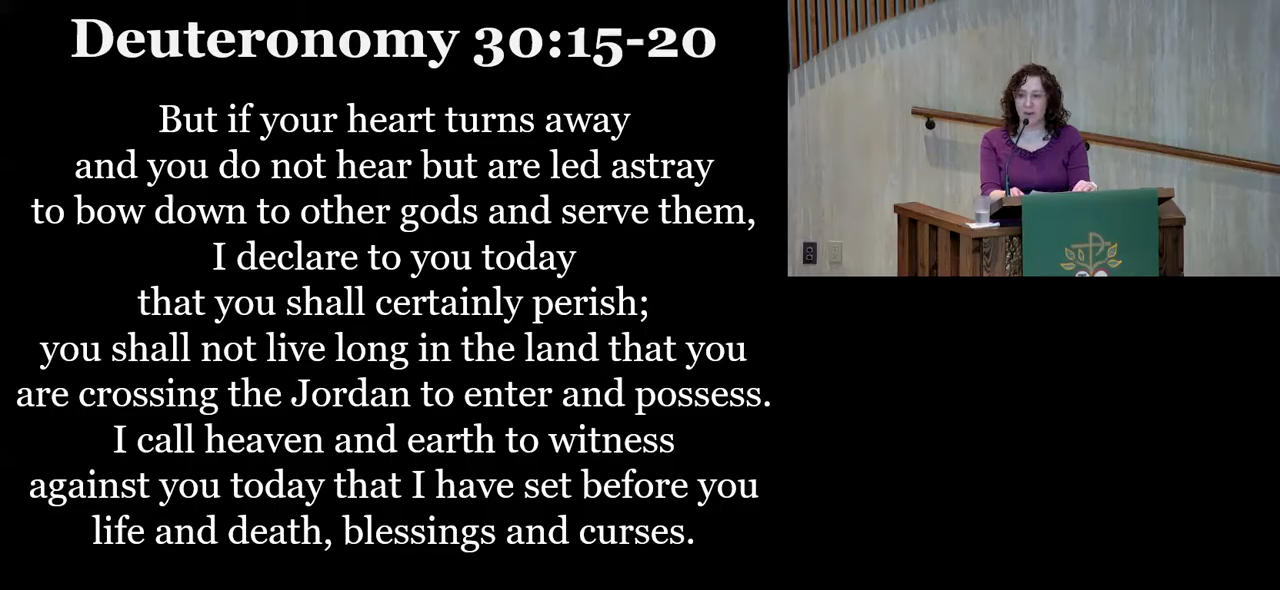 Deuteronomy 30:15-20
But if your heart turns away
and you do not hear but are led astray
to bow down to other gods and serve them,
I declare to you today
that you shall certainly perish;
you shall not live long in the land that you
are crossing the Jordan to enter and possess.
I call heaven and earth to witness
against you today that I have set before you
life and death, blessings and curses.